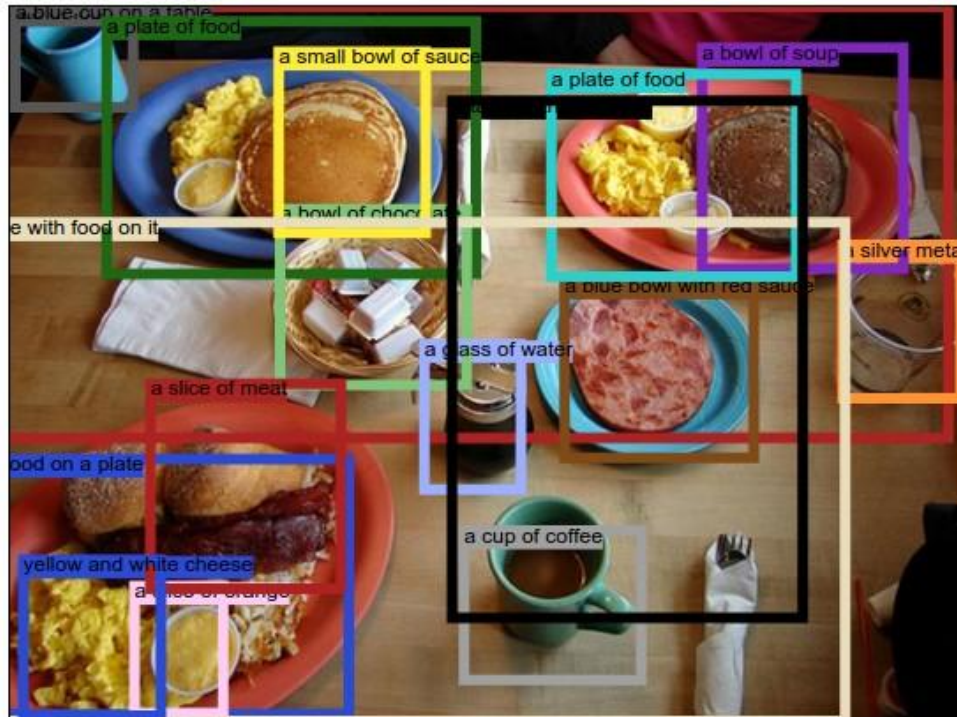 a blue cup on a table
a plate of food
a small bowl of sauce
a bowl of soup
a plate of food
a bowl of
e with food on it
a silver meta
a blue bowl with red sauce
a glass of water
a slice of meat
ood on a plate
a cup of coffee
yellow and white cheese